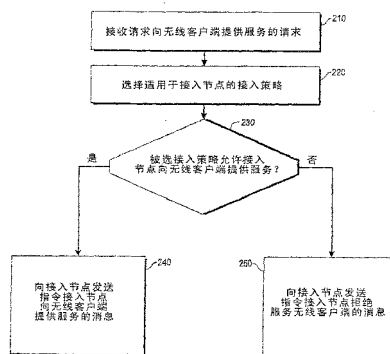 210
接收请求向无线客户端提供服务的请求
220
选择适用于接入节点的接入策略
230
被选接入策略允许接入
节点向无线客户端提供服务？
是
否
240
向接入节点发送
指令接入节点
向无线客户端
提供服务的消息
250
向接入节点发送
指令接入节点拒绝
服务无线客户端的消息